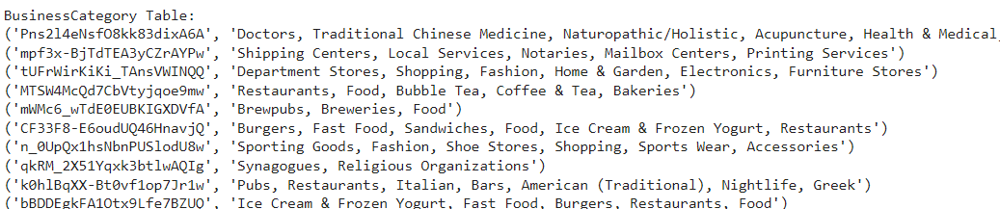 BusinessCategory Table:
('Pns2l4eNsfO8kk83dixA6A', 'Doctors, Traditional Chinese Medicine, Naturopathic/Holistic, Acupuncture, Health & Medical,
('mpf3x-BjTdTEA3yCZrAYPw', 'Shipping Centers, Local Services, Notaries, Mailbox Centers, Printing Services')
('tUFrWirKiKi_TAnsVWINQQ', 'Department Stores, Shopping, Fashion, Home & Garden, Electronics, Furniture Stores')
('MTSW4McQd7CbVtyjqoe9mw', 'Restaurants, Food, Bubble Tea, Coffee & Tea, Bakeries')
('mWMc6_wTdE0EUBKIGXDVfA', 'Brewpubs, Breweries, Food')
('CF33F8-E6oudUQ46HnavjQ', 'Burgers, Fast Food, Sandwiches, Food, Ice Cream & Frozen Yogurt, Restaurants')
('n_0UpQx1hsNbnPUSlodU8w', 'Sporting Goods, Fashion, Shoe Stores, Shopping, Sports Wear, Accessories')
('qkRM_2X51Yqxk3btlwAQIg', 'Synagogues, Religious Organizations')
('k0hlBqXX-Bt0vf1op7Jr1w', 'Pubs, Restaurants, Italian, Bars, American (Traditional), Nightlife, Greek')
('bBDDEgkFA1Otx9Lfe7BZUQ', 'Ice Cream & Frozen Yogurt, Fast Food, Burgers, Restaurants, Food')